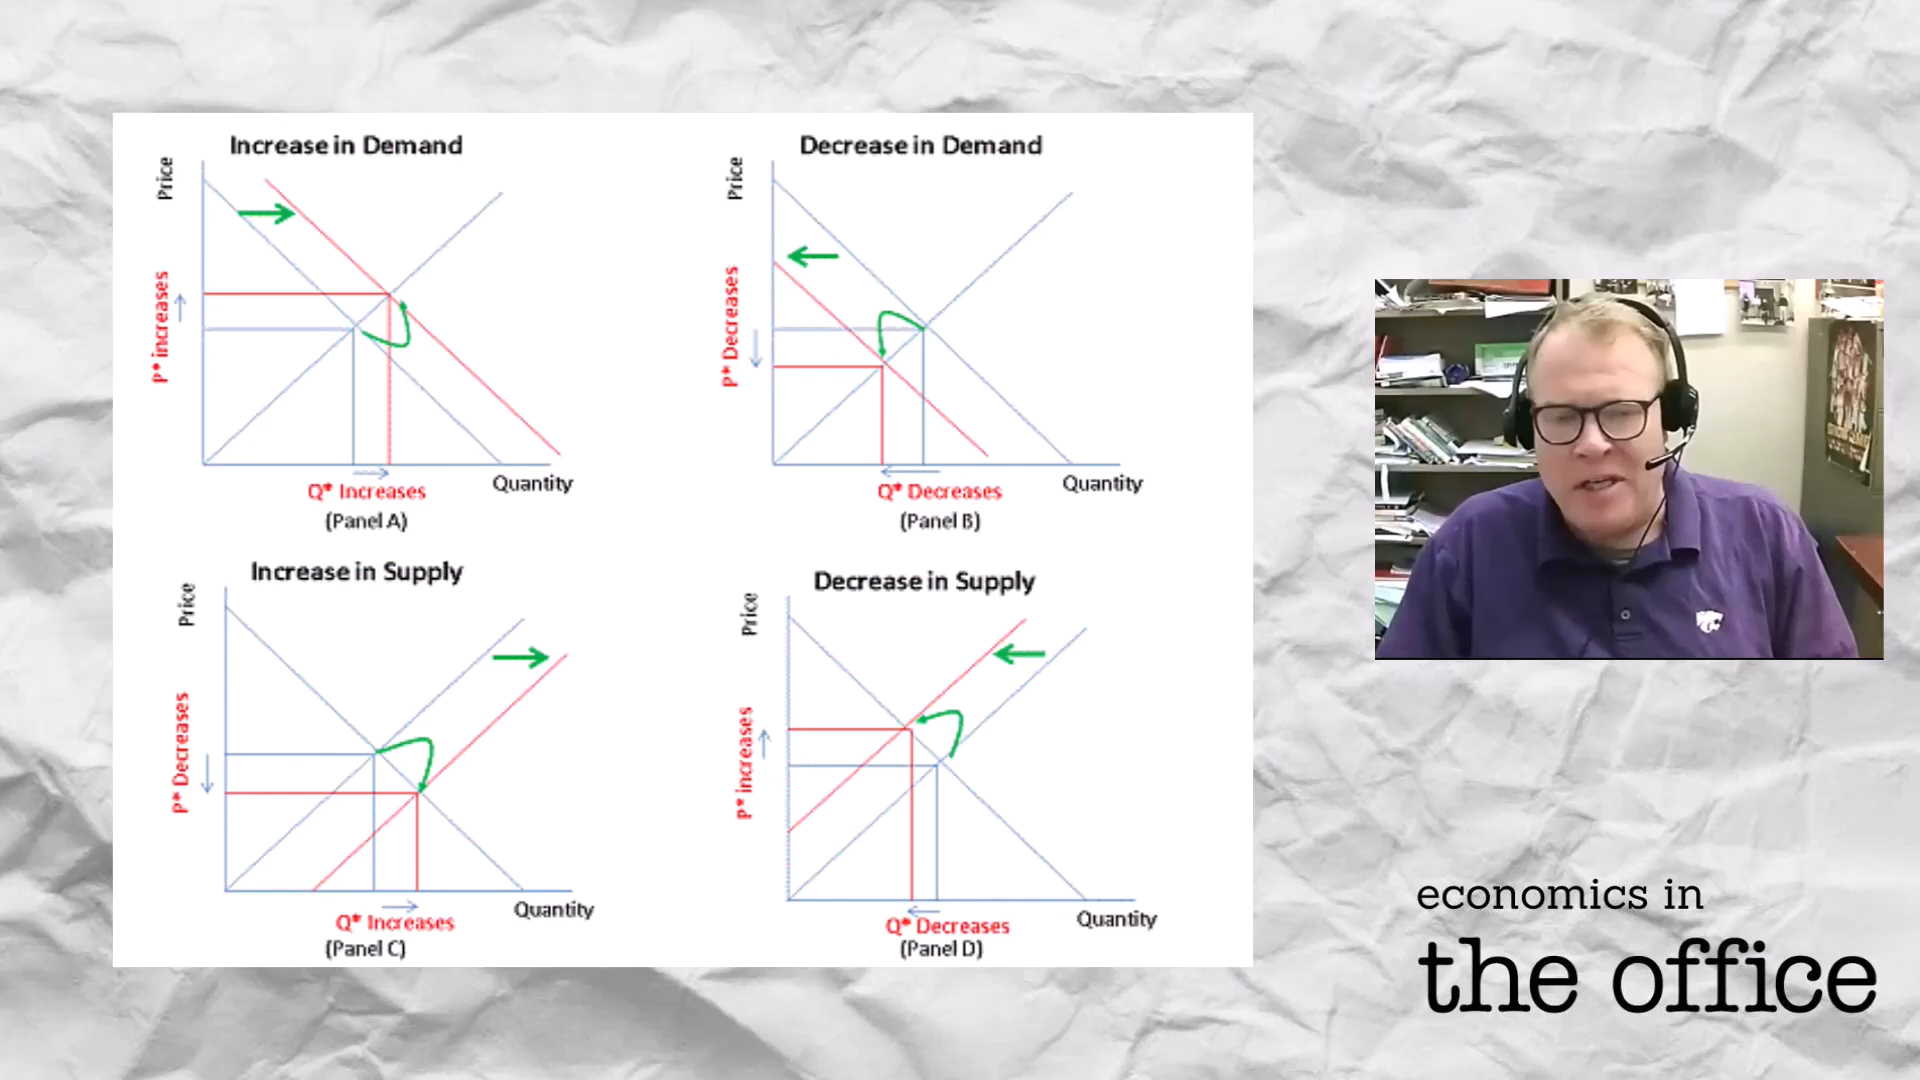 Increase in Demand
Price
P* increases
Q* Increases
Quantity
(Panel A)
Decrease in Demand
Price
P* Decreases
Q* Decreases
Quantity
(Panel B)
Increase in Supply
Price
P* Decreases
Q* Increases
Quantity
(Panel C)
Decrease in Supply
Price
P* increases
Q* Decreases
Quantity
(Panel D)
economics in
the office